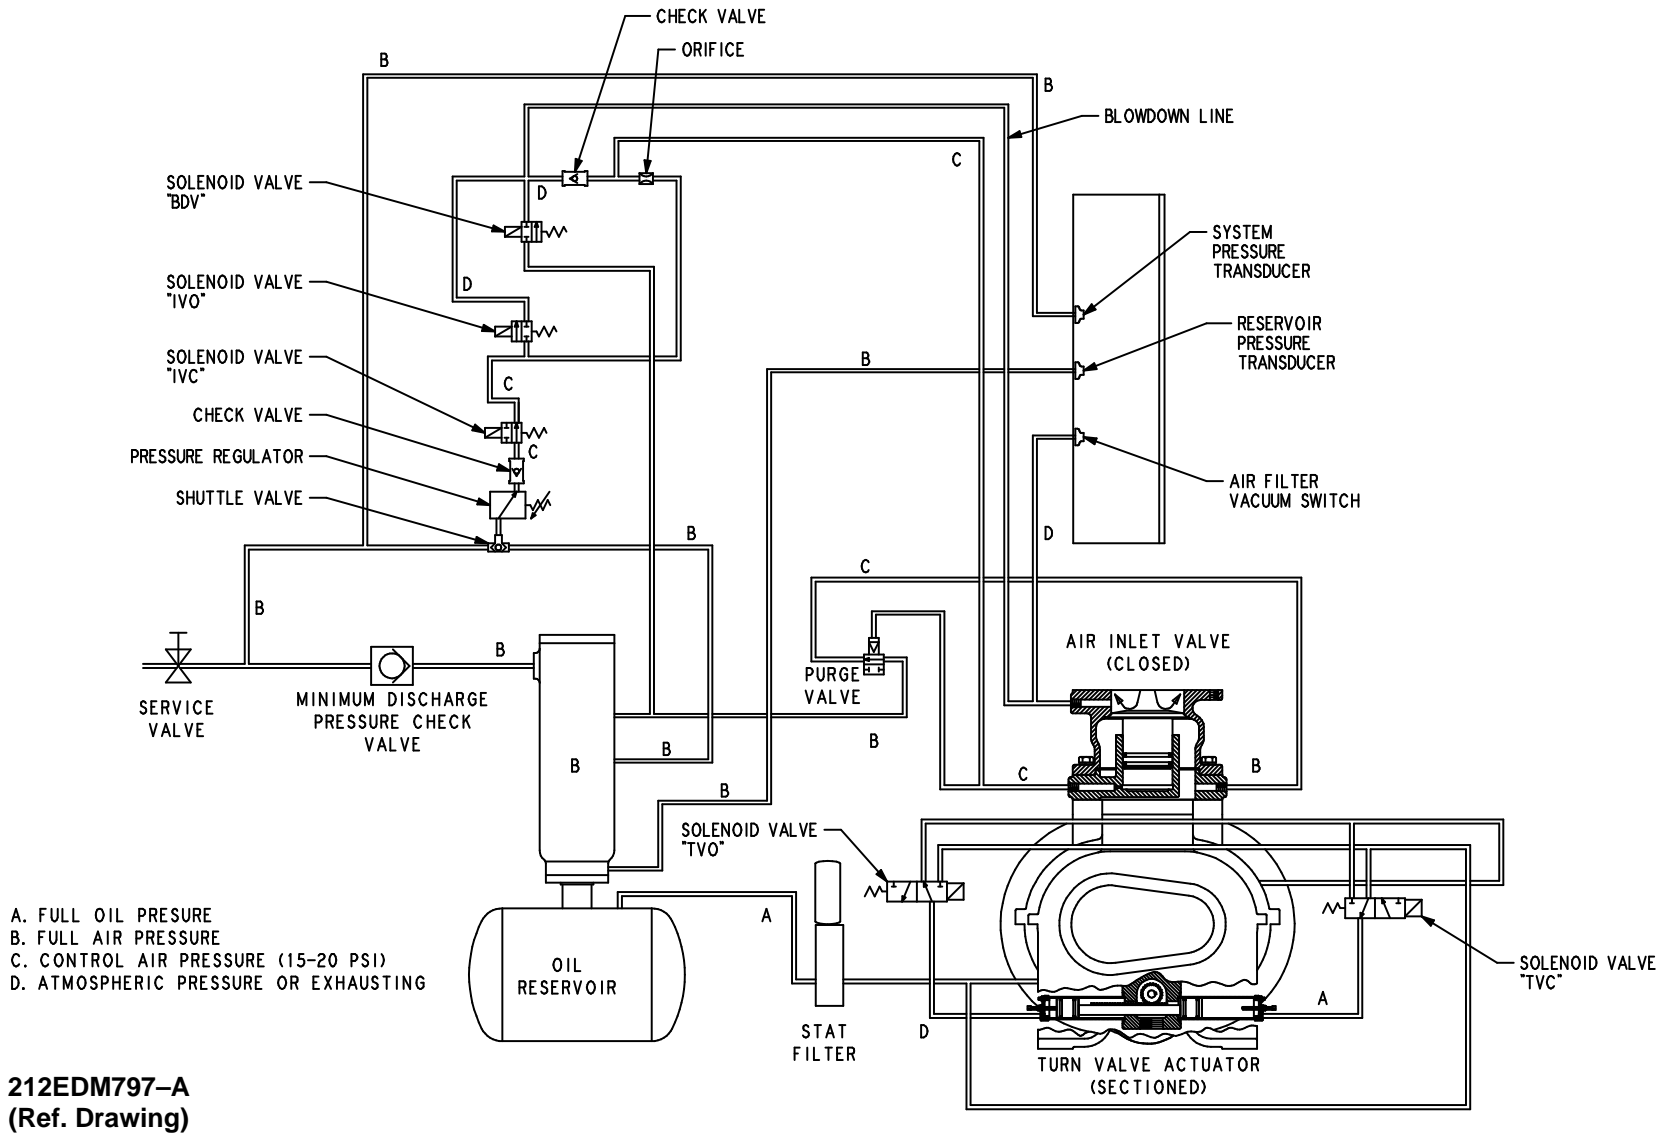 CHECK VALVE
ORIFICE
B
B
BLOWDOWN LINE
C
SOLENOID VALVE
"BDV"
D
SYSTEM
PRESSURE
TRANSDUCER
SOLENOID VALVE
"IVO"
D
RESERVOIR
PRESSURE
TRANSDUCER
SOLENOID VALVE
"IVC"
B
C
CHECK VALVE
C
PRESSURE REGULATOR
AIR FILTER
VACUUM SWITCH
SHUTTLE VALVE
B
D
C
B
AIR INLET VALVE
(CLOSED)
B
PURGE
VALVE
SERVICE
VALVE
MINIMUM DISCHARGE
PRESSURE CHECK
VALVE
B
B
B
C
B
B
SOLENOID VALVE
"TVO"
A
A. FULL OIL PRESURE
B. FULL AIR PRESSURE
C. CONTROL AIR PRESSURE (15-20 PSI)
D. ATMOSPHERIC PRESSURE OR EXHAUSTING
OIL
RESERVOIR
SOLENOID VALVE
"TVC"
A
D
STAT
FILTER
TURN VALVE ACTUATOR
(SECTIONED)
212EDM797–A
(Ref. Drawing)